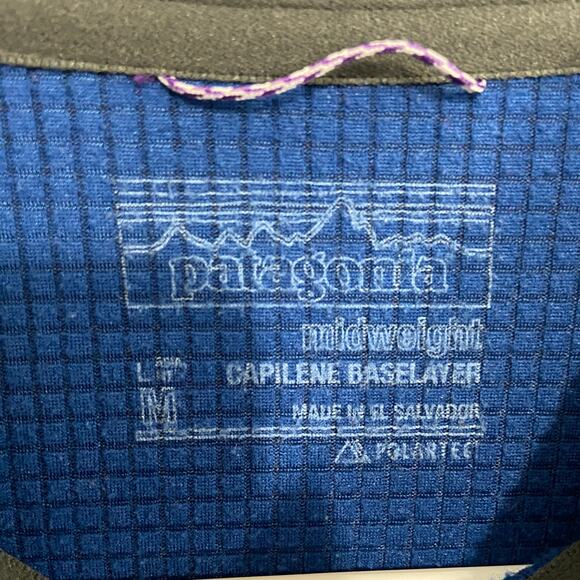 patagonia
midweight
CAPILENE BASELAYER
M
MADE IN EL SALVADOR
POLARTEC